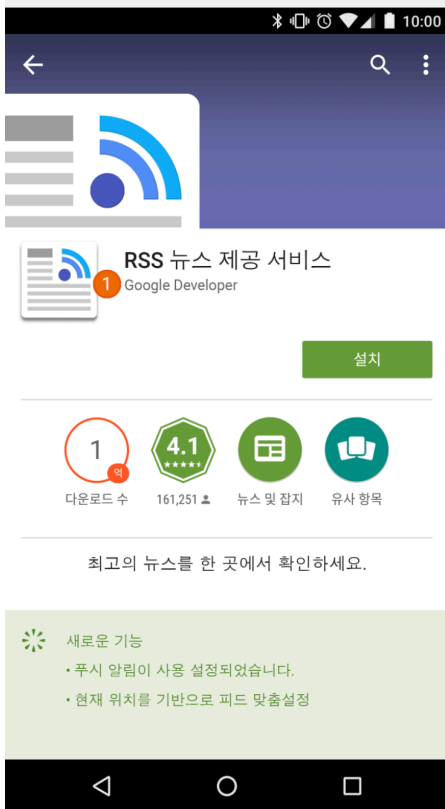 10:00
RSS 뉴스 제공 서비스
1
Google Developer
설치
1
억
4.1
다운로드 수
161,251
뉴스 및 잡지
유사 항목
최고의 뉴스를 한 곳에서 확인하세요.
새로운 기능
• 푸시 알림이 사용 설정되었습니다.
• 현재 위치를 기반으로 피드 맞춤설정